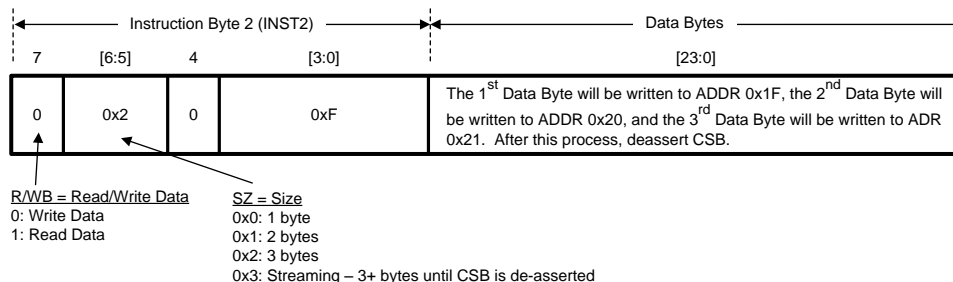 Instruction Byte 2 (INST2)
Data Bytes
7
[6:5]
4
[3:0]
[23:0]
0
0x2
0
0xF
The 1st Data Byte will be written to ADDR 0x1F, the 2nd Data Byte will
be written to ADDR 0x20, and the 3rd Data Byte will be written to ADR
0x21. After this process, deassert CSB.
R/WB = Read/Write Data
0: Write Data
1: Read Data
SZ = Size
0x0: 1 byte
0x1: 2 bytes
0x2: 3 bytes
0x3: Streaming – 3+ bytes until CSB is de-asserted